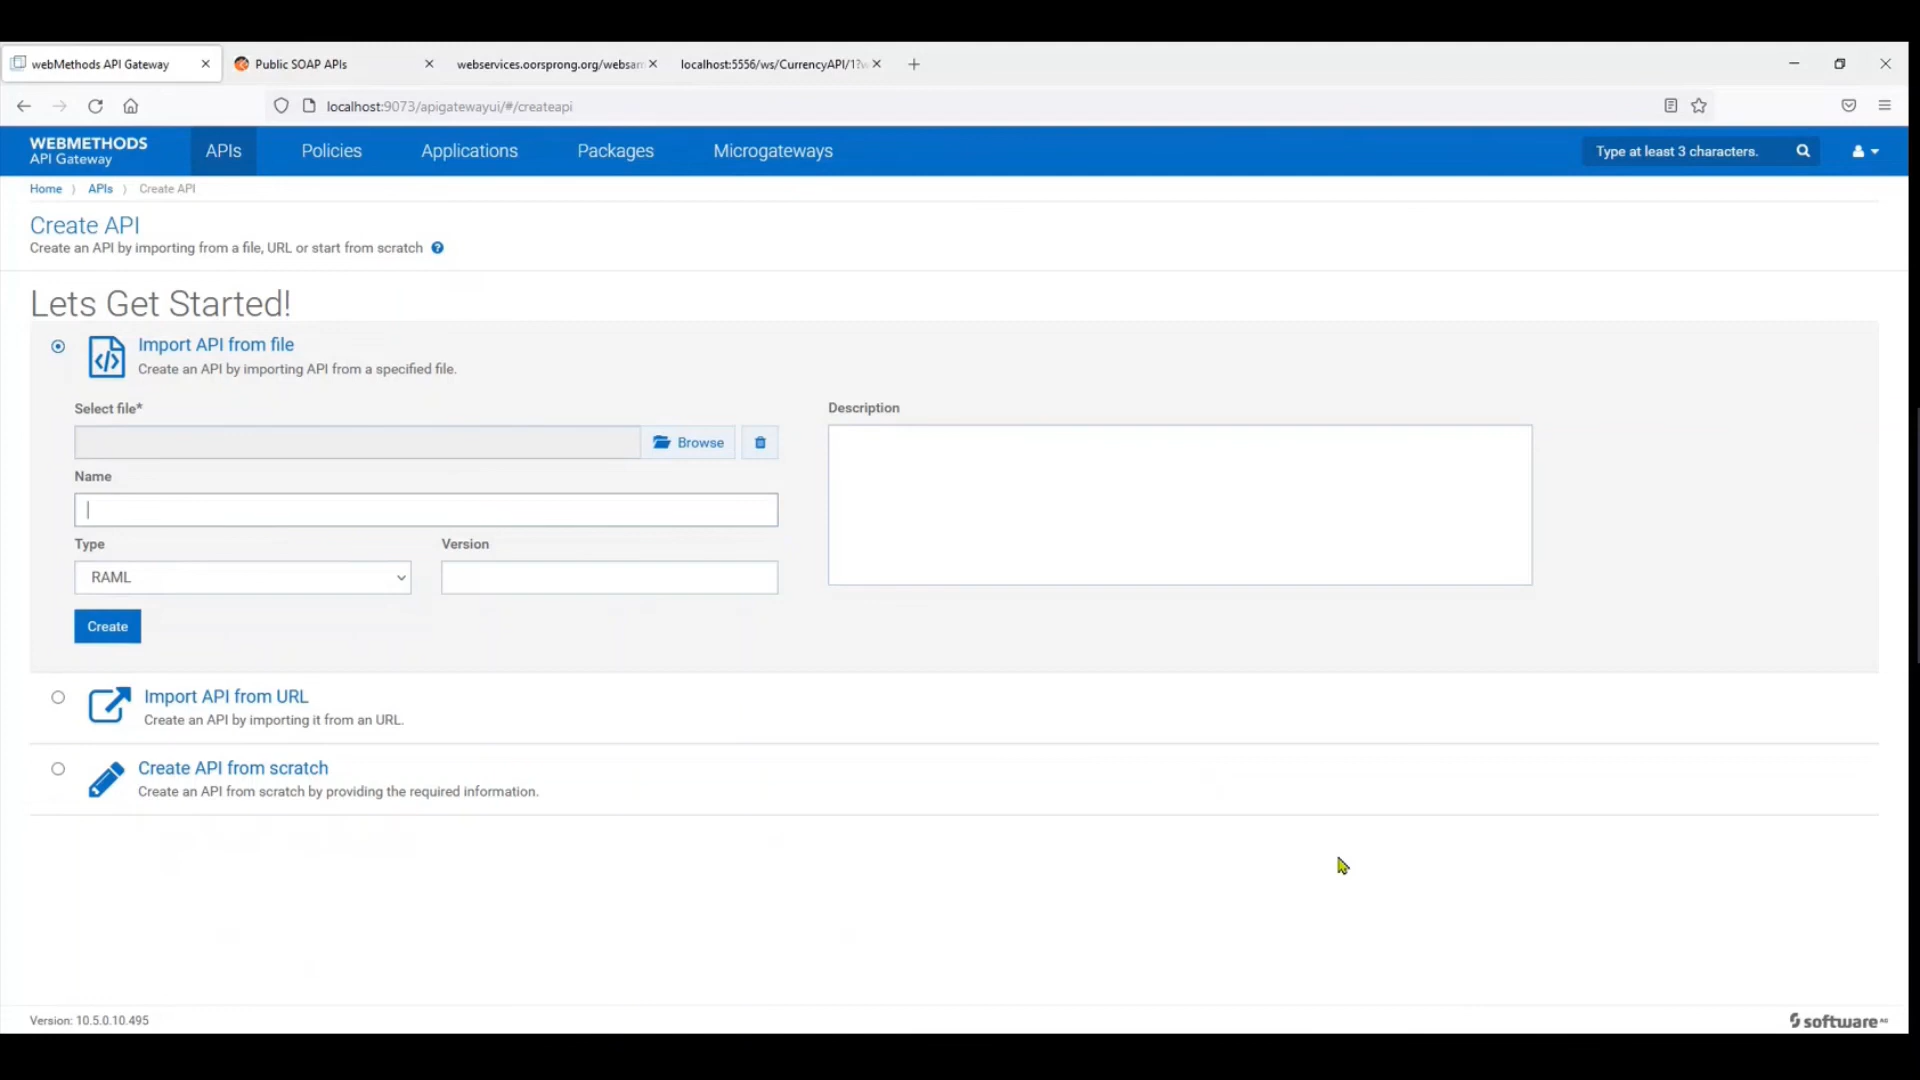 webMethods API Gateway
Public SOAP APIs
webservices.oorsprong.org/websam
localhost:5556/ws/CurrencyAPI/1?w
localhost:9073/apigatewayui/#/createapi
WEBMETHODS
API Gateway
APIs
Policies
Applications
Packages
Microgateways
Type at least 3 characters.
Home
APIs
Create API
Create API
Create an API by importing from a file, URL or start from scratch
Lets Get Started!
Import API from file
Create an API by importing API from a specified file.
Select file*
Browse
Name
Type
Version
RAML
Create
Description
Import API from URL
Create an API by importing it from an URL.
Create API from scratch
Create an API from scratch by providing the required information.
Version: 10.5.0.10.495
software AG